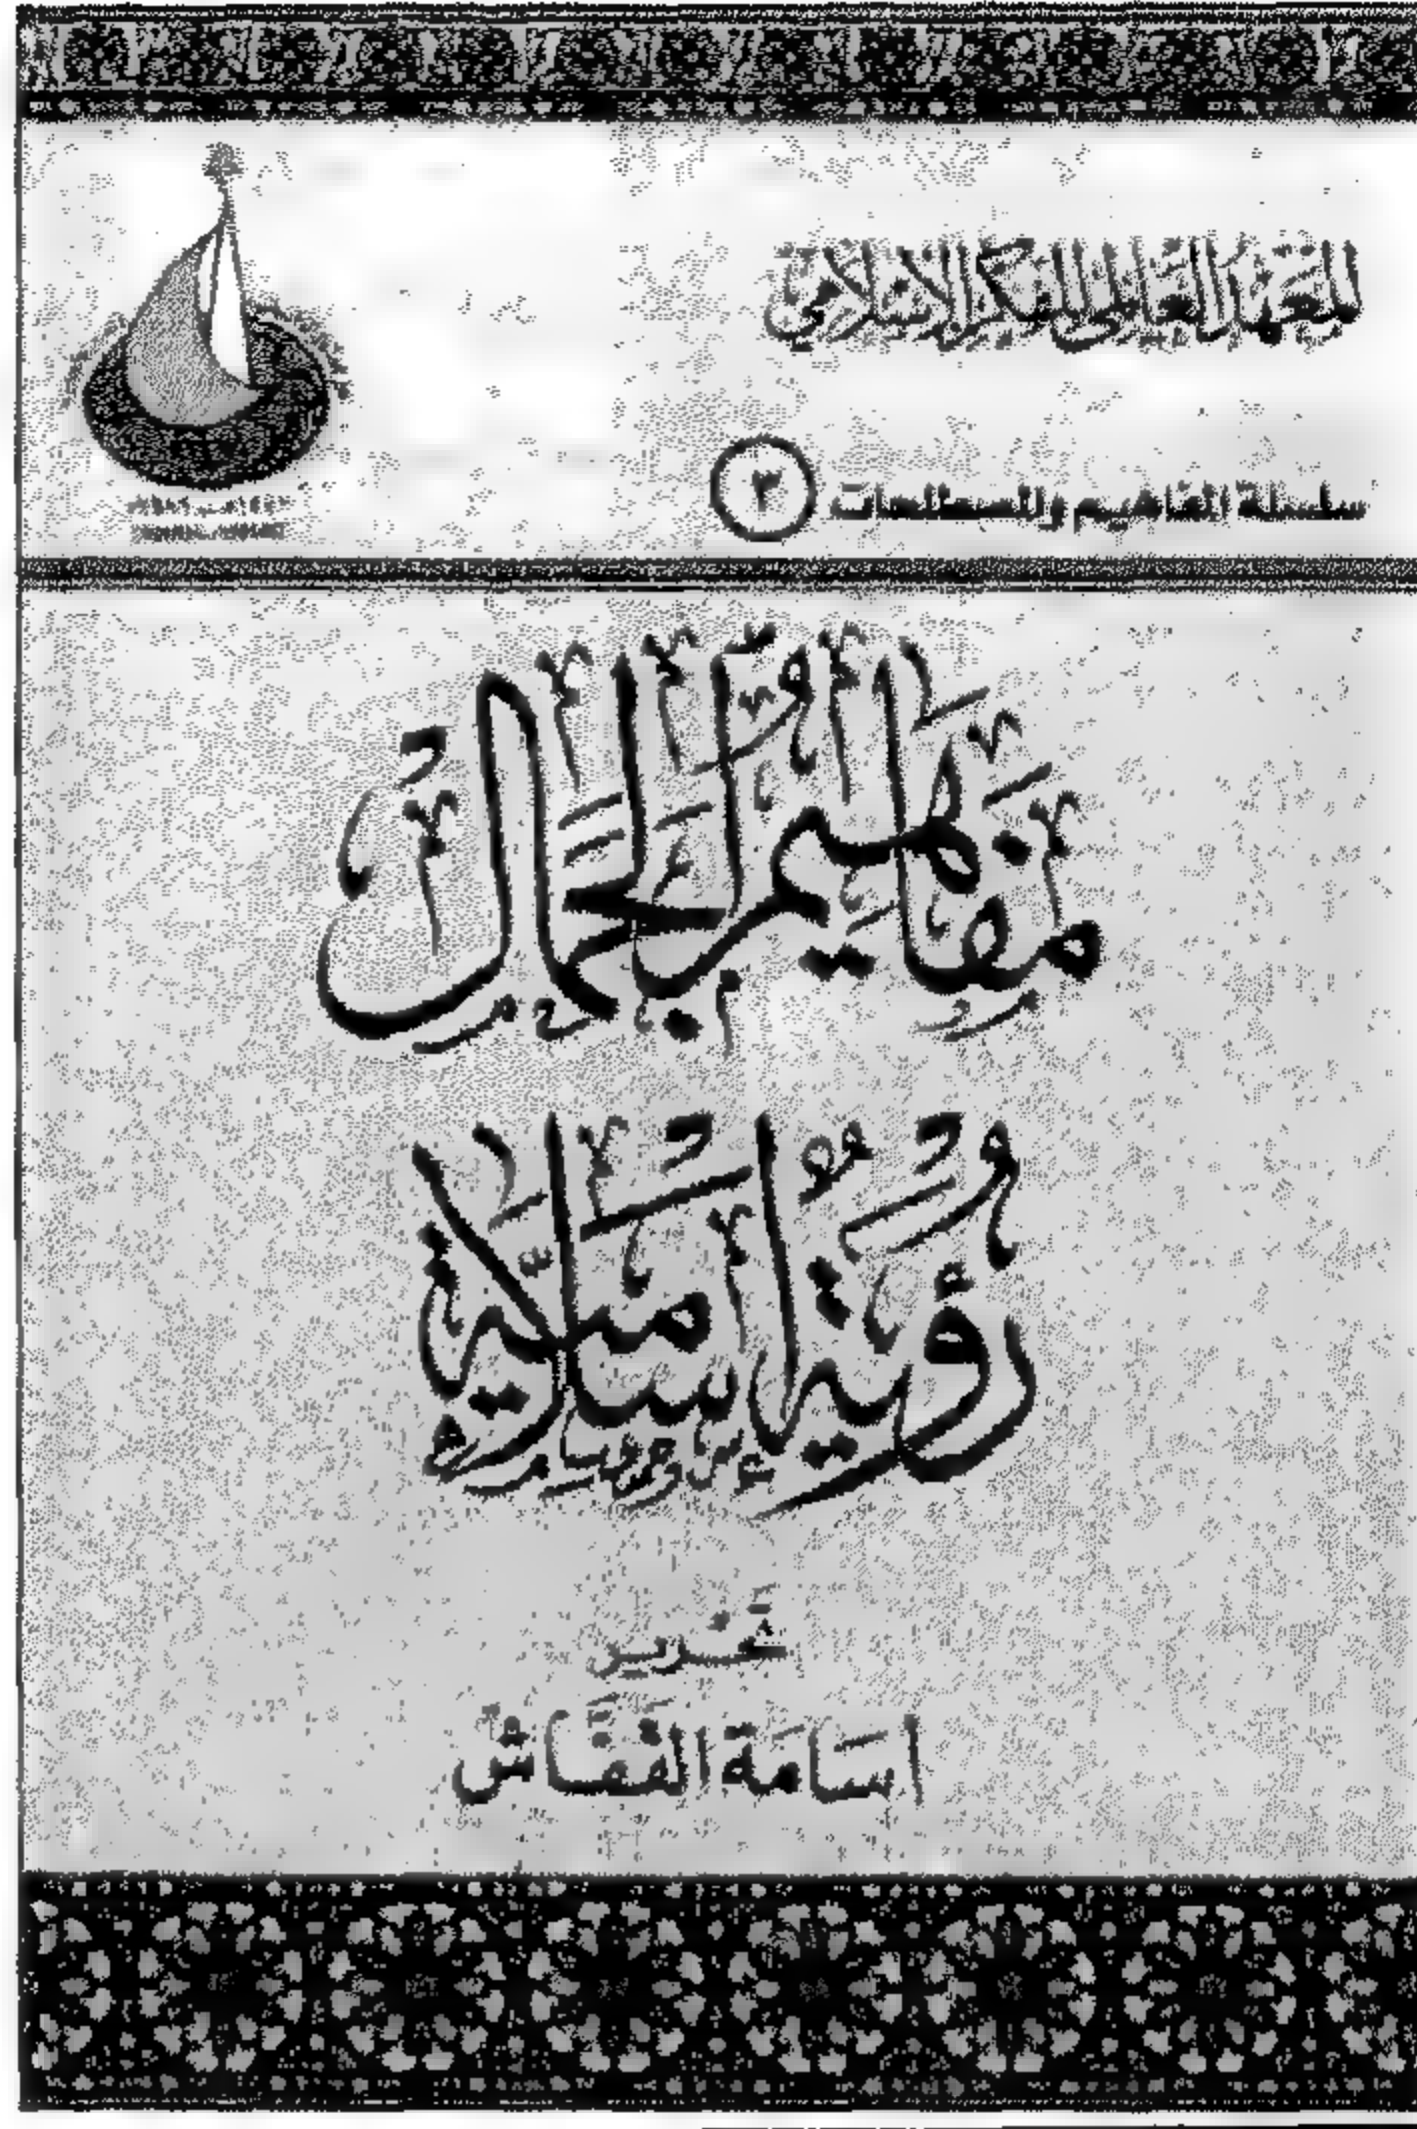 المعهد العالمي للفكر الإسلامي
سلسلة المفاهيم والمصطلحات ٣
مفاهيم الجمال
رؤية إسلامية
تحرير
أسامة القفاش